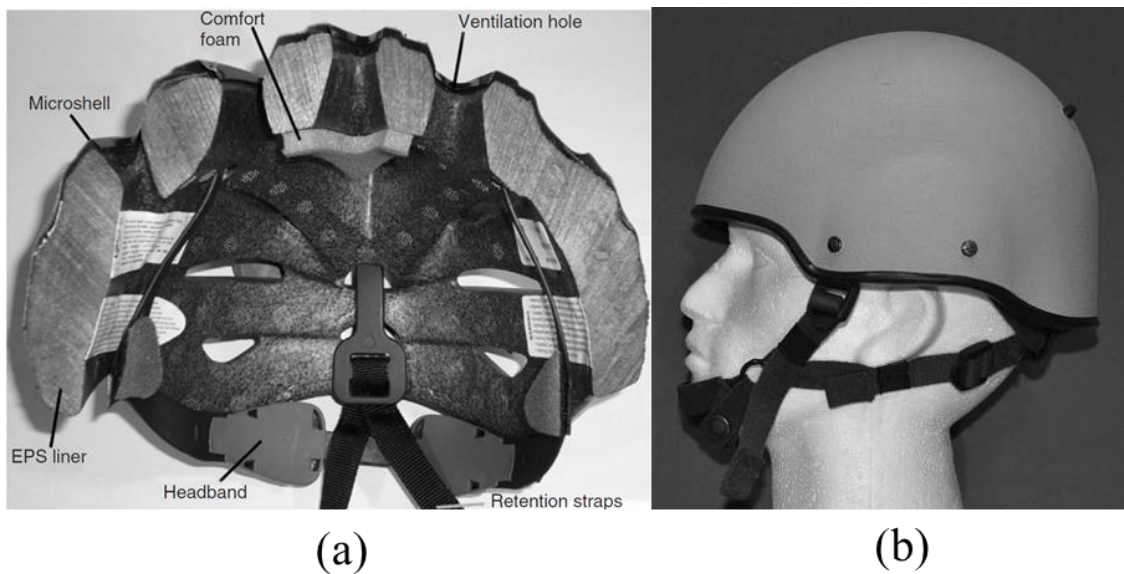 Comfort
foam
Ventilation hole
Microshell
EPS liner
Headband
Retention straps
(a)
(b)